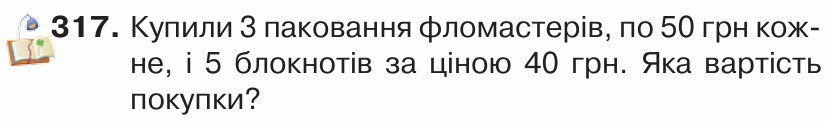 317. Купили 3 паковання фломастерів, по 50 грн кож-
не, і 5 блокнотів за ціною 40 грн. Яка вартість
покупки?